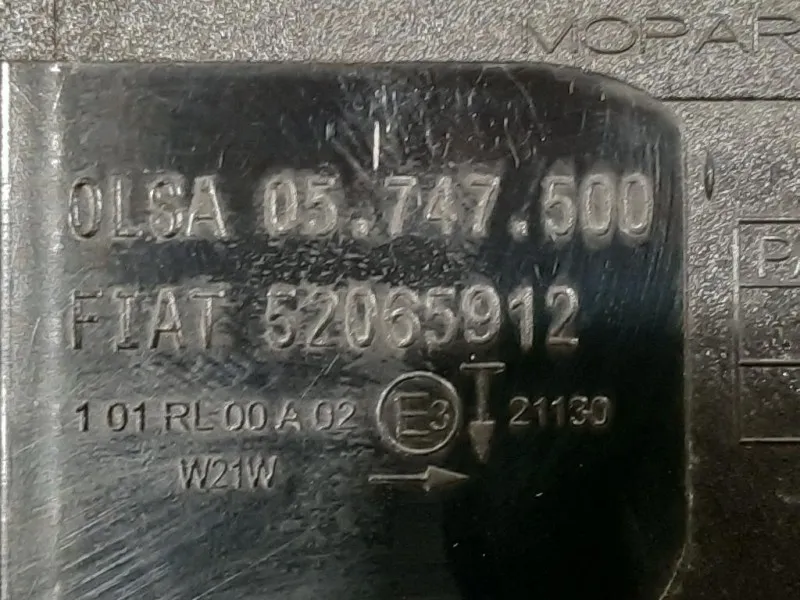 MOPAR
OLSA 05.747.500
FIAT 52065912
1 01 RL 00 A 02 E3 21130
W21W